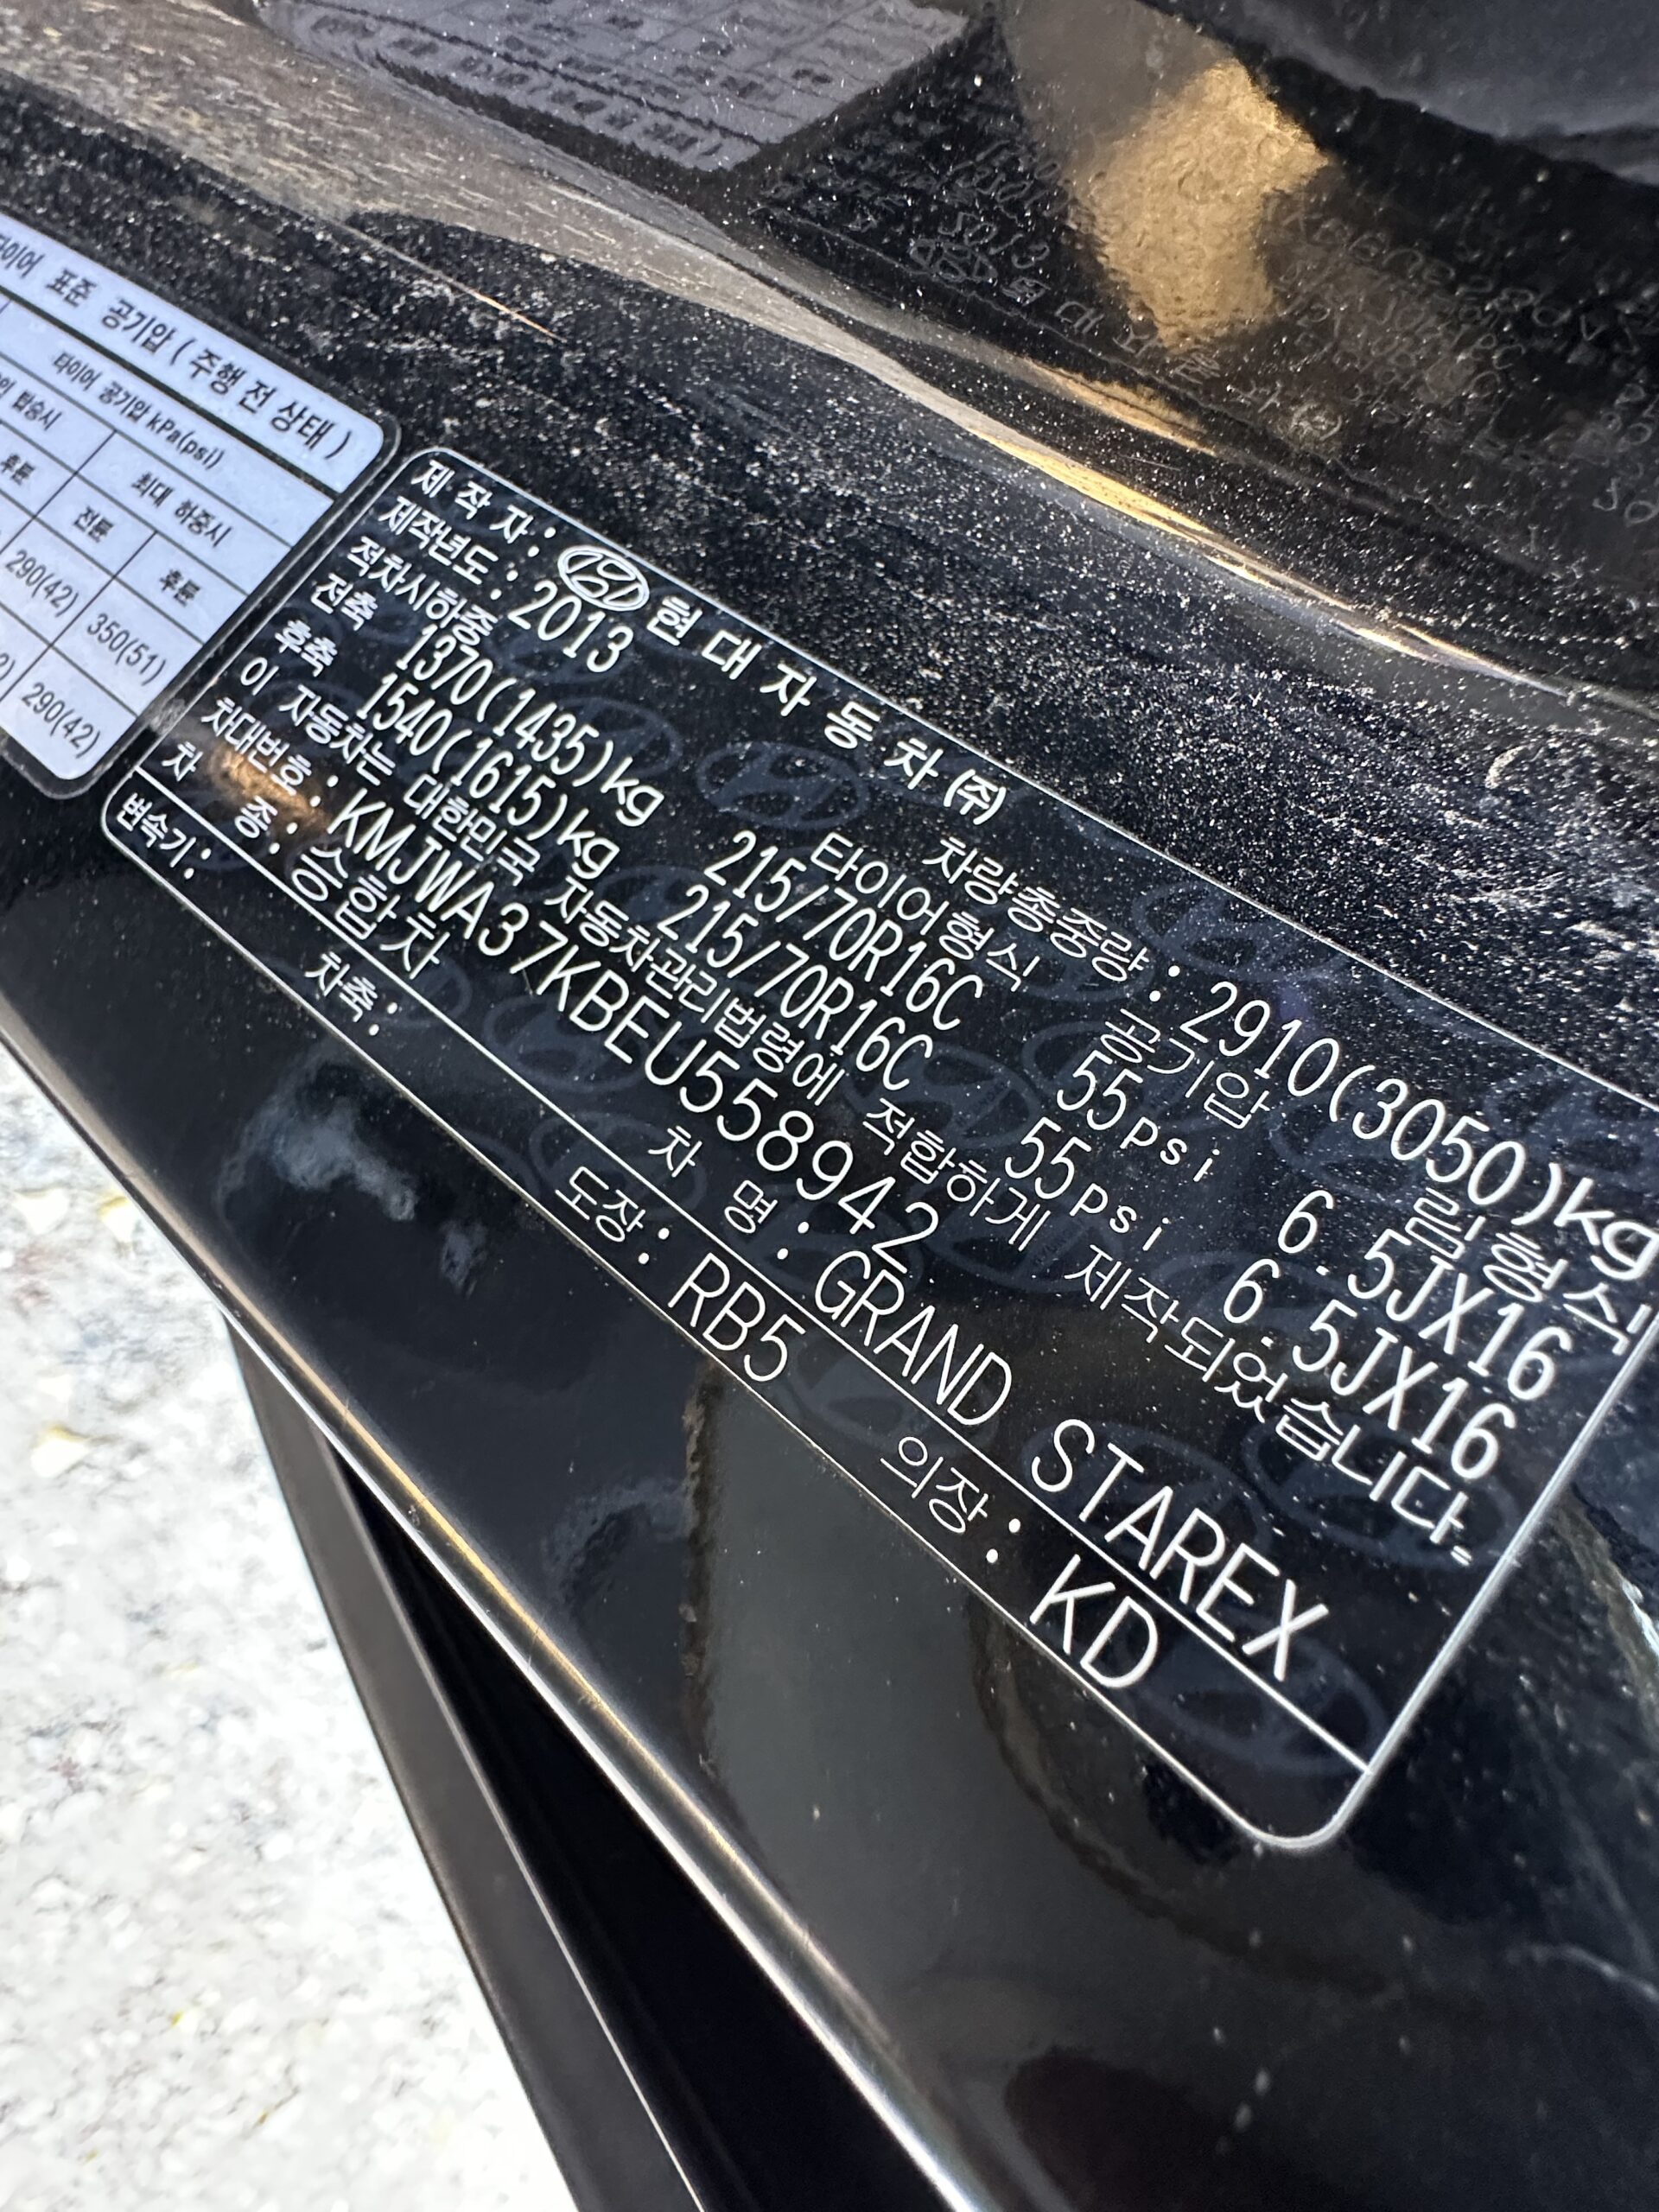 타이어 표준 공기압 ( 주행 전 상태 )
타이어 공기압 kPa(psi)
탑승시 최대 하중시
후륜 전륜 후륜
290(42) 350(51)
290(42)
제 작 자 : 현 대 자 동 차 ㈜
제작년도 : 2013 차량총중량 : 2910(3050)kg
적차시하중 타이어형식 공기압 림형식
전축 1370(1435)kg 215/70R16C 55psi 6.5JX16
후축 1540(1615)kg 215/70R16C 55psi 6.5JX16
이 자동차는 대한민국 자동차관리법령에 적합하게 제작되었습니다.
차대번호 : KMJWA37KBEU558942
차 종 : 승합차 차 명 : GRAND STAREX
변속기 : 차축 : 도장 : RB5 의장 : KD